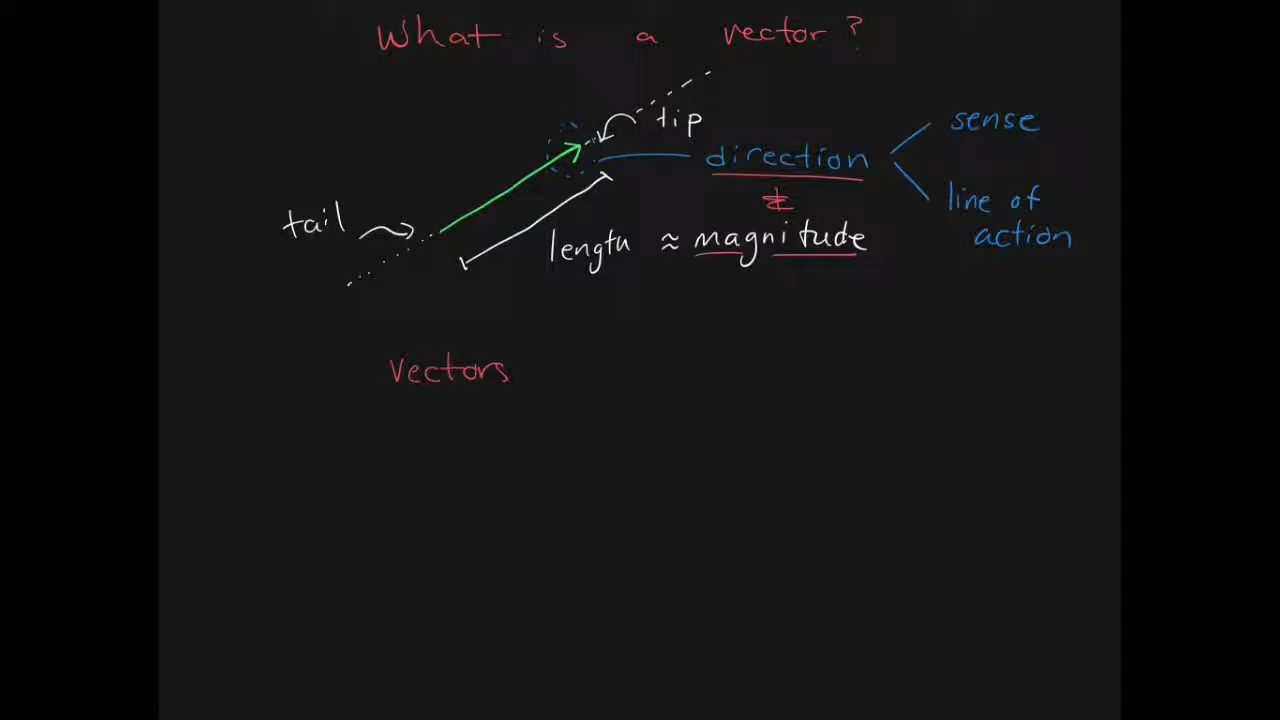 What is a vector?
tip
sense
direction
tail
line of
action
&
length ≈ magnitude
vectors